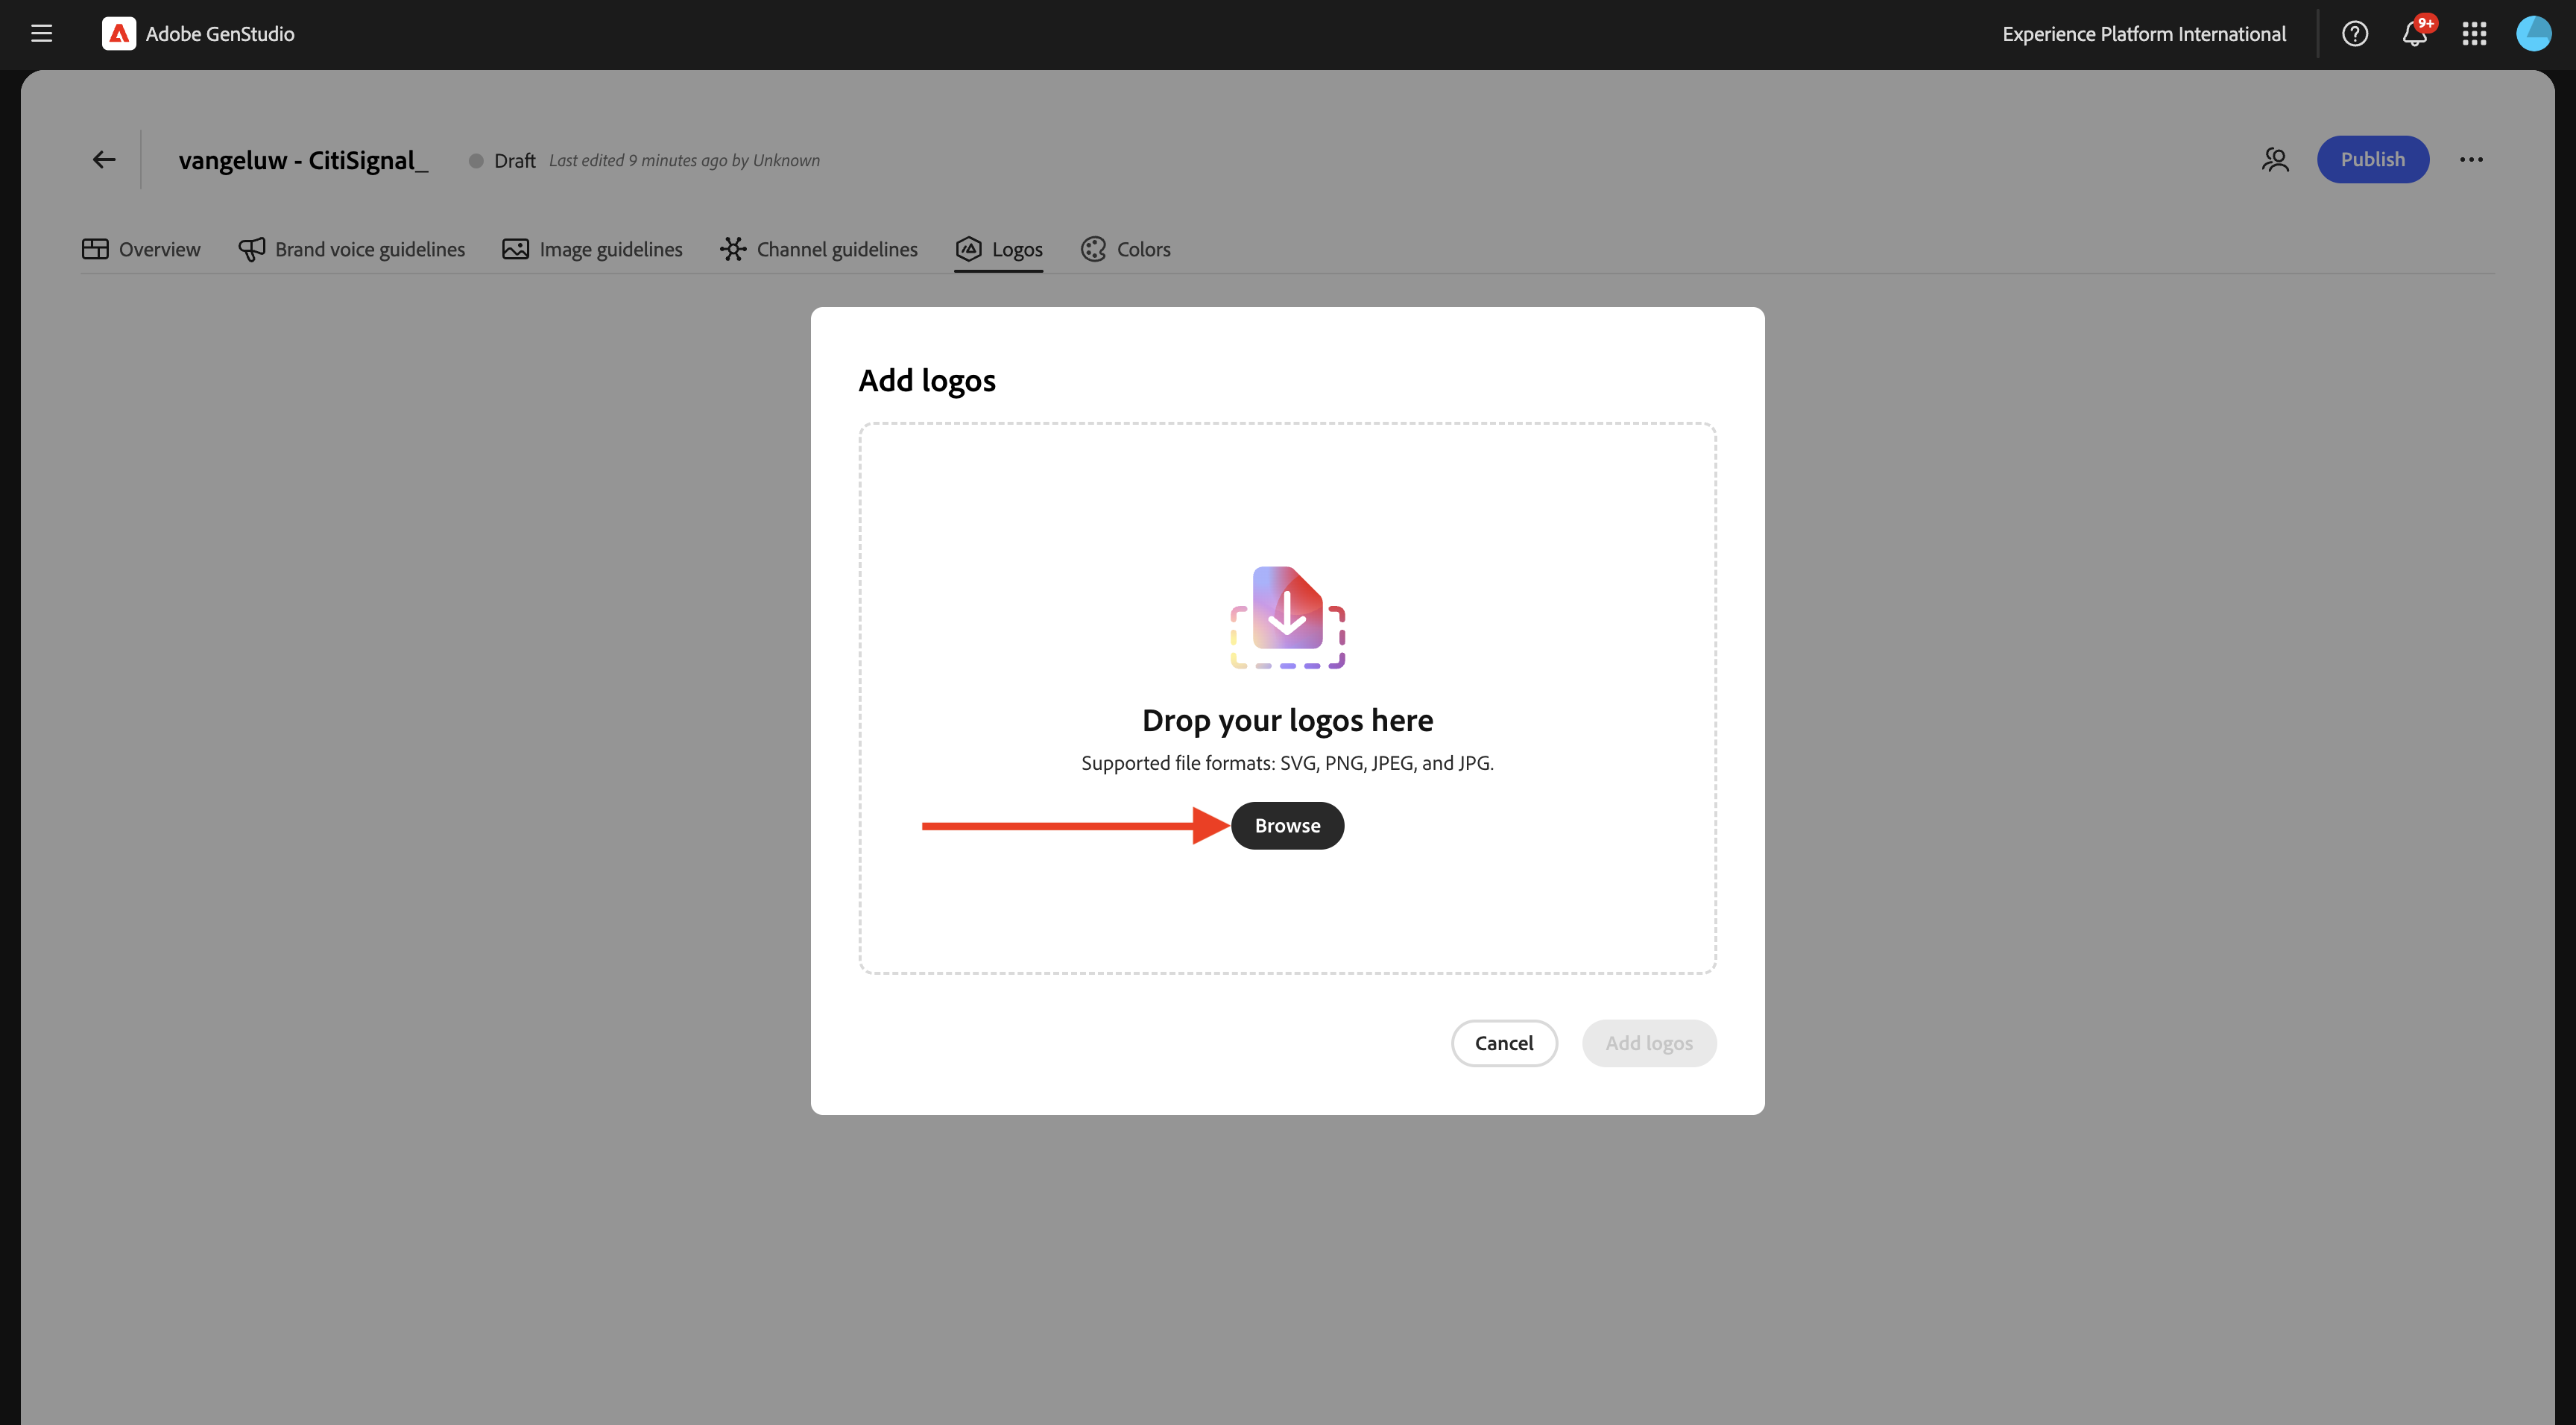 Adobe GenStudio
Experience Platform International
9+
vangeluw - CitiSignal_
Draft
Last edited 9 minutes ago by Unknown
Publish
Overview
Brand voice guidelines
Image guidelines
Channel guidelines
Logos
Colors
Add logos
Drop your logos here
Supported file formats: SVG, PNG, JPEG, and JPG.
Browse
Cancel
Add logos